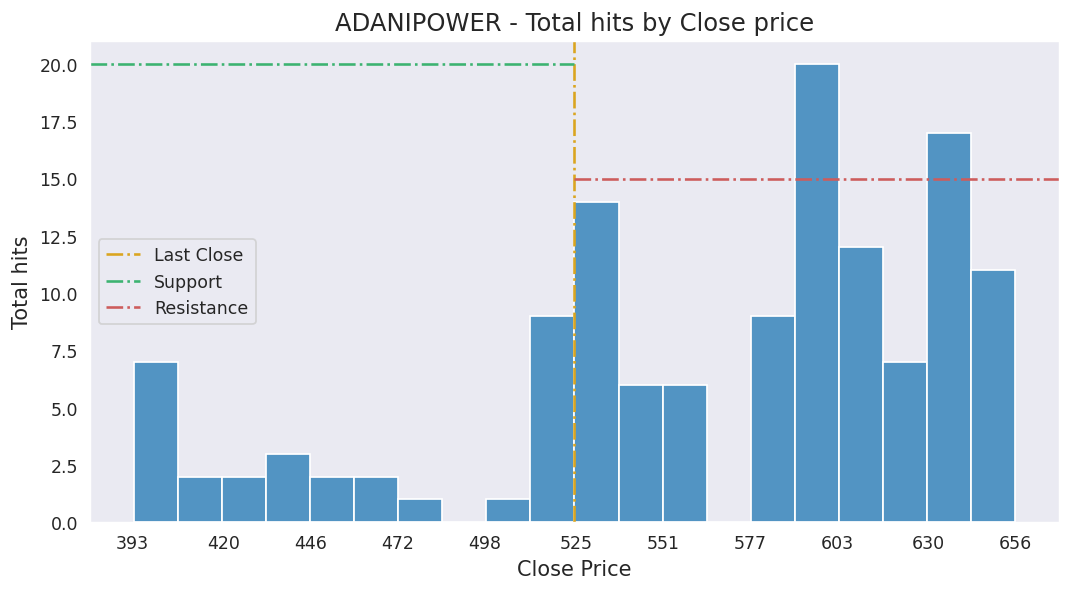 ADANIPOWER - Total hits by Close price
Total hits
20.0
17.5
15.0
12.5
10.0
7.5
5.0
2.5
0.0
Last Close
Support
Resistance
393 420 446 472 498 525 551 577 603 630 656
Close Price